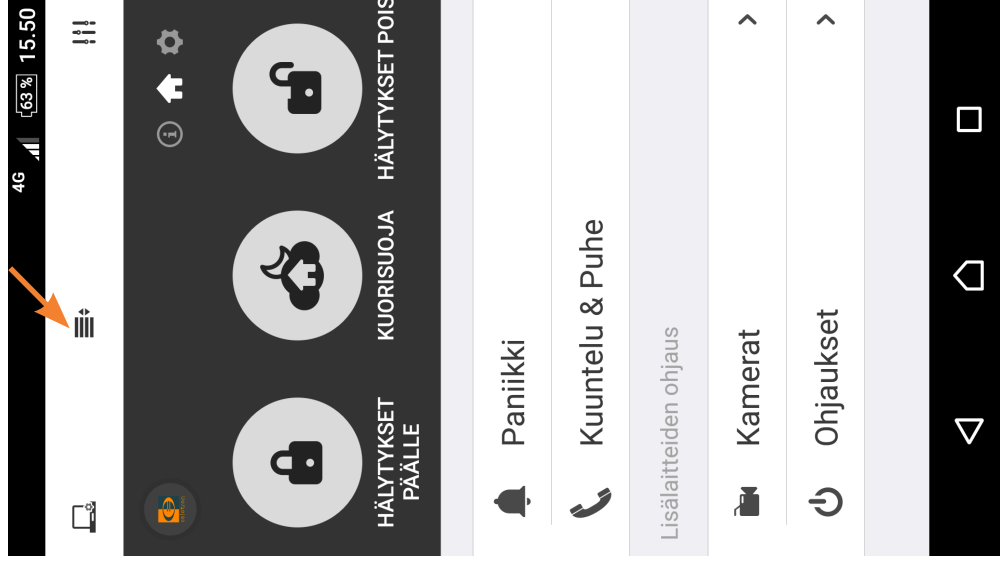 4G 63 % 15.50
HÄLYTYKSET
PÄÄLLE
KUORISUOJA
HÄLYTYKSET POIS
Paniikki
Kuuntelu & Puhe
Lisälaitteiden ohjaus
Kamerat
Ohjaukset